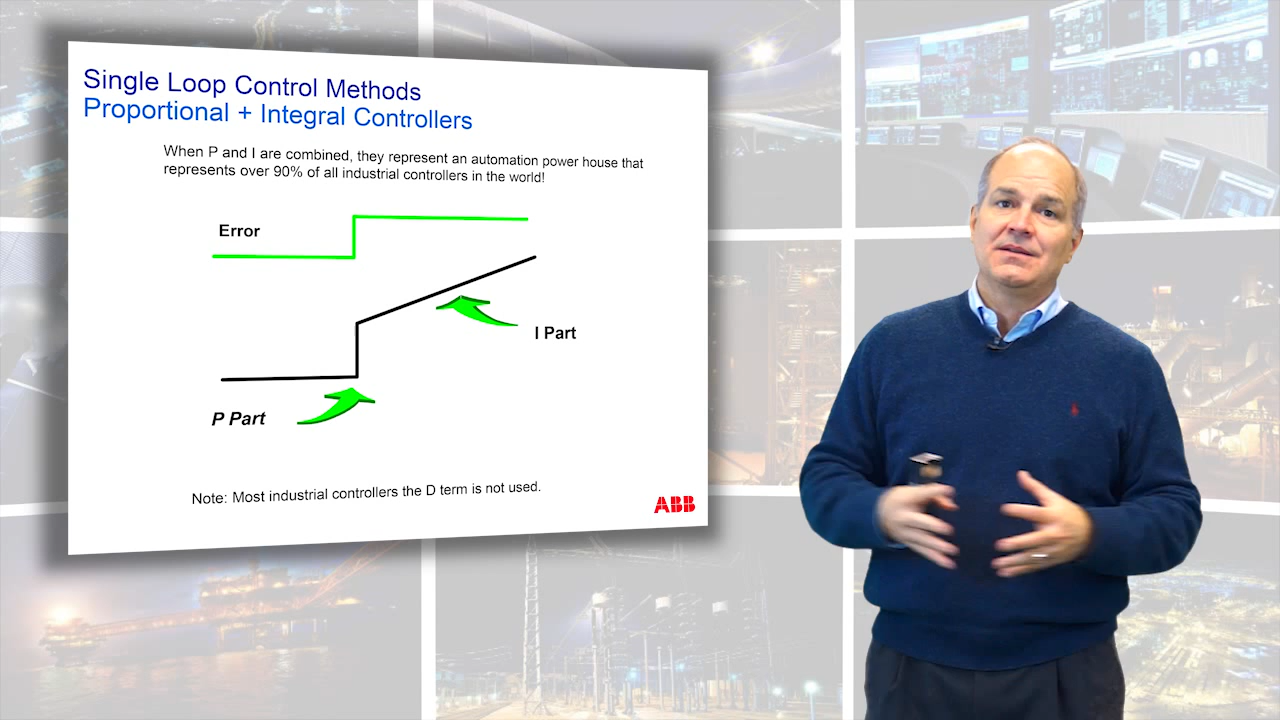 Single Loop Control Methods
Proportional + Integral Controllers
When P and I are combined, they represent an automation power house that
represents over 90% of all industrial controllers in the world!
Error
I Part
P Part
Note: Most industrial controllers the D term is not used.
ABB